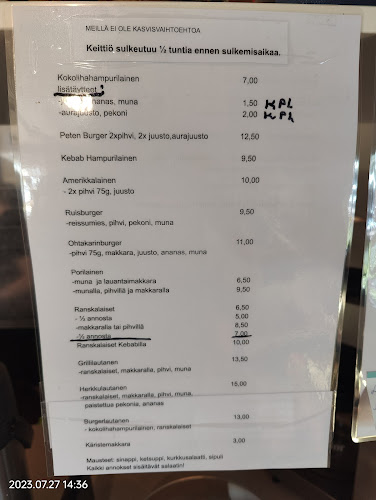 MEILLÄ EI OLE KASVISVAIHTOEHTOA
Keittiö sulkeutuu ½ tuntia ennen sulkemisaikaa.
Kokolihahampurilainen 7,00
lisätäytteet:
ananas, muna 1,50 KPL
-aurajuusto, pekoni 2,00 KPL
Peten Burger 2xpihvi, 2x juusto,aurajuusto 12,50
Kebab Hampurilainen 9,50
Amerikkalainen 10,00
- 2x pihvi 75g, juusto
Ruisburger 9,50
-reissumies, pihvi, pekoni, muna
Ohtakarinburger 11,00
-pihvi 75g, makkara, juusto, ananas, muna
Porilainen
-muna ja lauantaimakkara 6,50
-munalla, pihvillä ja makkaralla 9,50
Ranskalaiset 6,50
- ½ annosta 5,00
-makkaralla tai pihvillä 8,50
-½ annosta 7,00
Ranskalaiset Kebabilla 10,00
Grillilautanen 13,50
-ranskalaiset, makkaralla, pihvi, muna
Herkkulautanen 15,00
-ranskalaiset, makkaralla, pihvi, muna,
paistettua pekonia, ananas
Burgerlautanen 13,00
- kokolihahampurilainen, ranskalaiset
Käristemakkara 3,00
Mausteet: sinappi, ketsuppi, kurkkusalaatti, sipuli
Kaikki annokset sisältävät salaatin!
2023.07.27 14:36